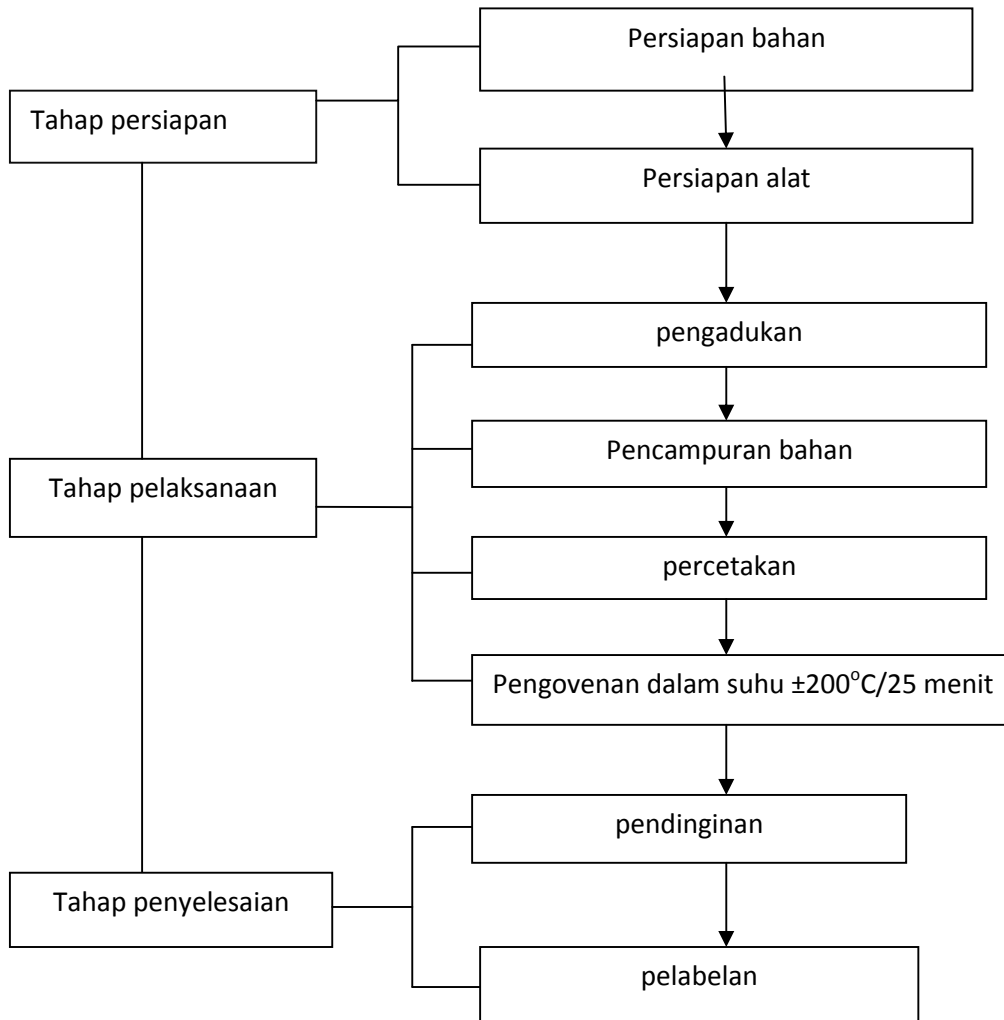 Persiapan bahan
Tahap persiapan
Persiapan alat
pengadukan
Pencampuran bahan
Tahap pelaksanaan
percetakan
Pengovenan dalam suhu ±200°C/25 menit
pendinginan
Tahap penyelesaian
pelabelan